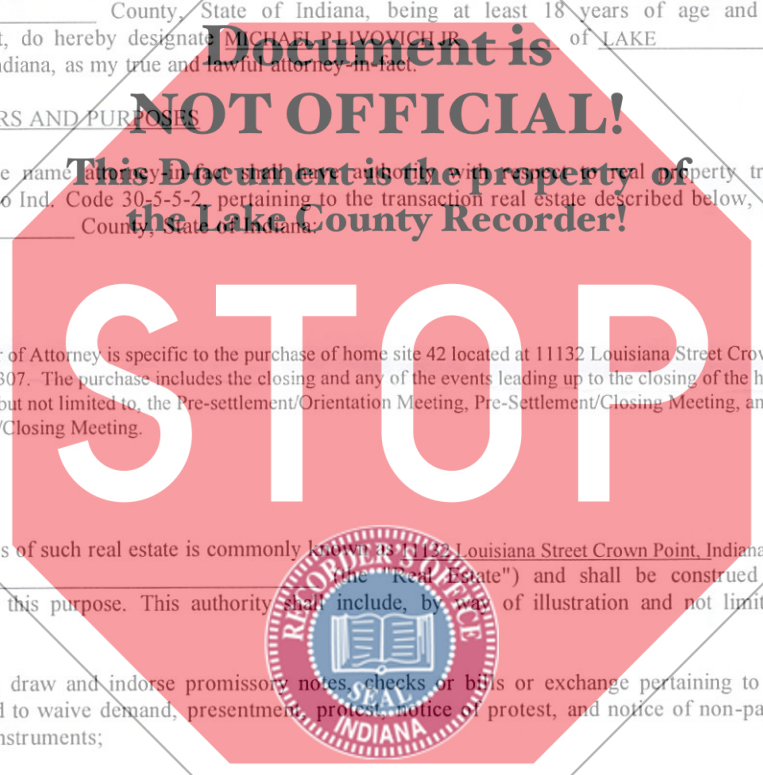 County, State of Indiana, being at least 18 years of age and
t, do hereby designate MICHAEL P LIVOVICH JR of LAKE
ndiana, as my true and lawful attorney-in-fact.
Document is
NOT OFFICIAL!
This Document is the property of
the Lake County Recorder!
RS AND PURPOSES
e name attorney-in-fact shall have authority with respect to real property tr
o Ind. Code 30-5-5-2, pertaining to the transaction real estate described below,
County, State of Indiana:
STOP
r of Attorney is specific to the purchase of home site 42 located at 11132 Louisiana Street Crow
307. The purchase includes the closing and any of the events leading up to the closing of the h
but not limited to, the Pre-settlement/Orientation Meeting, Pre-Settlement/Closing Meeting, an
/Closing Meeting.
s of such real estate is commonly known as 11132 Louisiana Street Crown Point, Indiana
(the "Real Estate") and shall be construed
this purpose. This authority shall include, by way of illustration and not limit
RECORDER'S OFFICE
SEAL
INDIANA
draw and indorse promissory notes, checks or bills or exchange pertaining to
d to waive demand, presentment, protest, notice of protest, and notice of non-pa
nstruments;